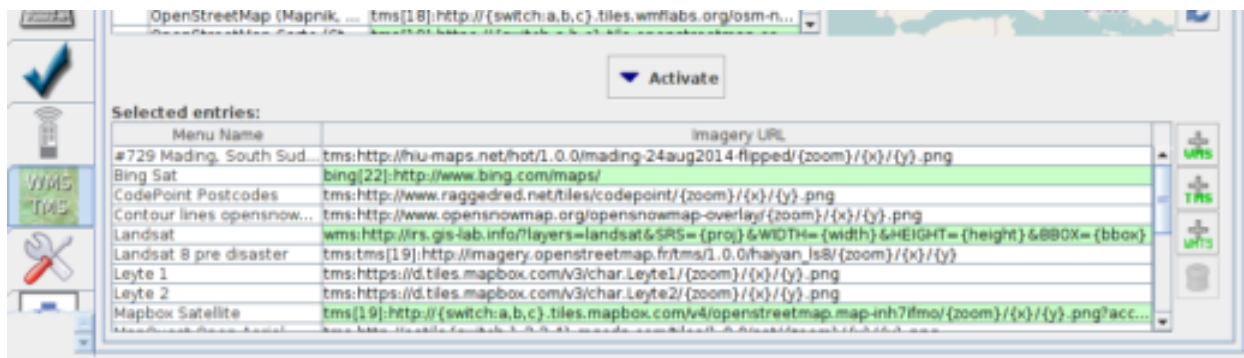 OpenStreetMap (Mapnik, ... tms[18]:http://{switch:a,b,c}.tiles.wmflabs.org/osm-n...
Activate
Selected entries:
Menu Name Imagery URL
#729 Mading, South Sud... tms:http://hiu-maps.net/hot/1.0.0/mading-24aug2014-flipped/{zoom}/{x}/{y}.png
WMS
Bing Sat bing[22]:http://www.bing.com/maps/
WMS
TMS
CodePoint Postcodes tms:http://www.raggedred.net/tiles/codepoint/{zoom}/{x}/{y}.png
TMS
Contour lines opensnow... tms:http://www.opensnowmap.org/opensnowmap-overlay/{zoom}/{x}/{y}.png
Landsat wms:http://irs.gis-lab.info/?layers=landsat&SRS={proj}&WIDTH={width}&HEIGHT={height}&BBOX={bbox}
WMTS
Landsat 8 pre disaster tms:tms[19]:http://imagery.openstreetmap.fr/tms/1.0.0/haiyan_ls8/{zoom}/{x}/{y}
Leyte 1 tms:https://d.tiles.mapbox.com/v3/char.Leyte1/{zoom}/{x}/{y}.png
Leyte 2 tms:https://d.tiles.mapbox.com/v3/char.Leyte2/{zoom}/{x}/{y}.png
Mapbox Satellite tms[19]:http://{switch:a,b,c}.tiles.mapbox.com/v4/openstreetmap.map-inh7ifmo/{zoom}/{x}/{y}.png?acc...